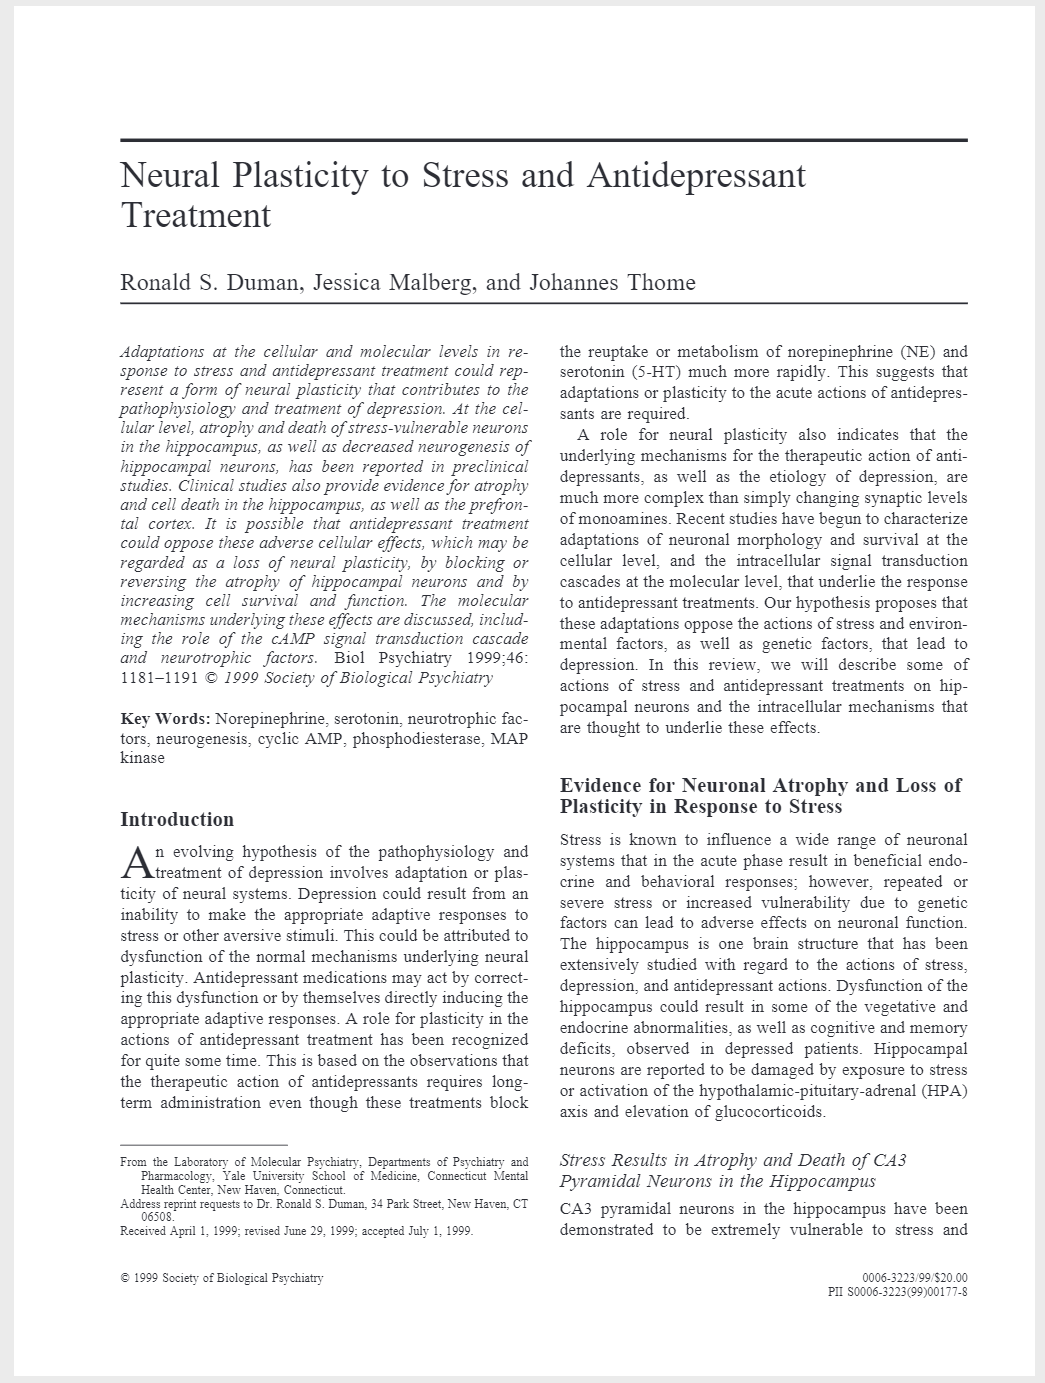 Neural Plasticity to Stress and Antidepressant
Treatment
Ronald S. Duman, Jessica Malberg, and Johannes Thome
Adaptations at the cellular and molecular levels in re-
sponse to stress and antidepressant treatment could rep-
resent a form of neural plasticity that contributes to the
pathophysiology and treatment of depression. At the cel-
lular level, atrophy and death of stress-vulnerable neurons
in the hippocampus, as well as decreased neurogenesis of
hippocampal neurons, has been reported in preclinical
studies. Clinical studies also provide evidence for atrophy
and cell death in the hippocampus, as well as the prefron-
tal cortex. It is possible that antidepressant treatment
could oppose these adverse cellular effects, which may be
regarded as a loss of neural plasticity, by blocking or
reversing the atrophy of hippocampal neurons and by
increasing cell survival and function. The molecular
mechanisms underlying these effects are discussed, includ-
ing the role of the cAMP signal transduction cascade
and neurotrophic factors. Biol Psychiatry 1999;46:
1181–1191 © 1999 Society of Biological Psychiatry
Key Words: Norepinephrine, serotonin, neurotrophic fac-
tors, neurogenesis, cyclic AMP, phosphodiesterase, MAP
kinase
Introduction
An evolving hypothesis of the pathophysiology and
treatment of depression involves adaptation or plas-
ticity of neural systems. Depression could result from an
inability to make the appropriate adaptive responses to
stress or other aversive stimuli. This could be attributed to
dysfunction of the normal mechanisms underlying neural
plasticity. Antidepressant medications may act by correct-
ing this dysfunction or by themselves directly inducing the
appropriate adaptive responses. A role for plasticity in the
actions of antidepressant treatment has been recognized
for quite some time. This is based on the observations that
the therapeutic action of antidepressants requires long-
term administration even though these treatments block
From the Laboratory of Molecular Psychiatry, Departments of Psychiatry and
Pharmacology, Yale University School of Medicine, Connecticut Mental
Health Center, New Haven, Connecticut.
Address reprint requests to Dr. Ronald S. Duman, 34 Park Street, New Haven, CT
06508.
Received April 1, 1999; revised June 29, 1999; accepted July 1, 1999.
the reuptake or metabolism of norepinephrine (NE) and
serotonin (5-HT) much more rapidly. This suggests that
adaptations or plasticity to the acute actions of antidepres-
sants are required.
A role for neural plasticity also indicates that the
underlying mechanisms for the therapeutic action of anti-
depressants, as well as the etiology of depression, are
much more complex than simply changing synaptic levels
of monoamines. Recent studies have begun to characterize
adaptations of neuronal morphology and survival at the
cellular level, and the intracellular signal transduction
cascades at the molecular level, that underlie the response
to antidepressant treatments. Our hypothesis proposes that
these adaptations oppose the actions of stress and environ-
mental factors, as well as genetic factors, that lead to
depression. In this review, we will describe some of
actions of stress and antidepressant treatments on hip-
pocampal neurons and the intracellular mechanisms that
are thought to underlie these effects.
Evidence for Neuronal Atrophy and Loss of
Plasticity in Response to Stress
Stress is known to influence a wide range of neuronal
systems that in the acute phase result in beneficial endo-
crine and behavioral responses; however, repeated or
severe stress or increased vulnerability due to genetic
factors can lead to adverse effects on neuronal function.
The hippocampus is one brain structure that has been
extensively studied with regard to the actions of stress,
depression, and antidepressant actions. Dysfunction of the
hippocampus could result in some of the vegetative and
endocrine abnormalities, as well as cognitive and memory
deficits, observed in depressed patients. Hippocampal
neurons are reported to be damaged by exposure to stress
or activation of the hypothalamic-pituitary-adrenal (HPA)
axis and elevation of glucocorticoids.
Stress Results in Atrophy and Death of CA3
Pyramidal Neurons in the Hippocampus
CA3 pyramidal neurons in the hippocampus have been
demonstrated to be extremely vulnerable to stress and
© 1999 Society of Biological Psychiatry
0006-3223/99/$20.00
PII S0006-3223(99)00177-8